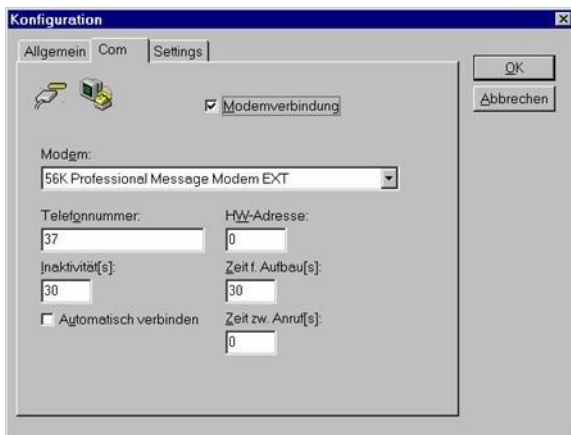 Konfiguration
Allgemein Com Settings
OK
Abbrechen
Modemverbindung
Modem:
56K Professional Message Modem EXT
Telefonnummer: HW-Adresse:
37 0
Inaktivität[s]: Zeit f. Aufbau[s]:
30 30
Automatisch verbinden Zeit zw. Anruf[s]:
0